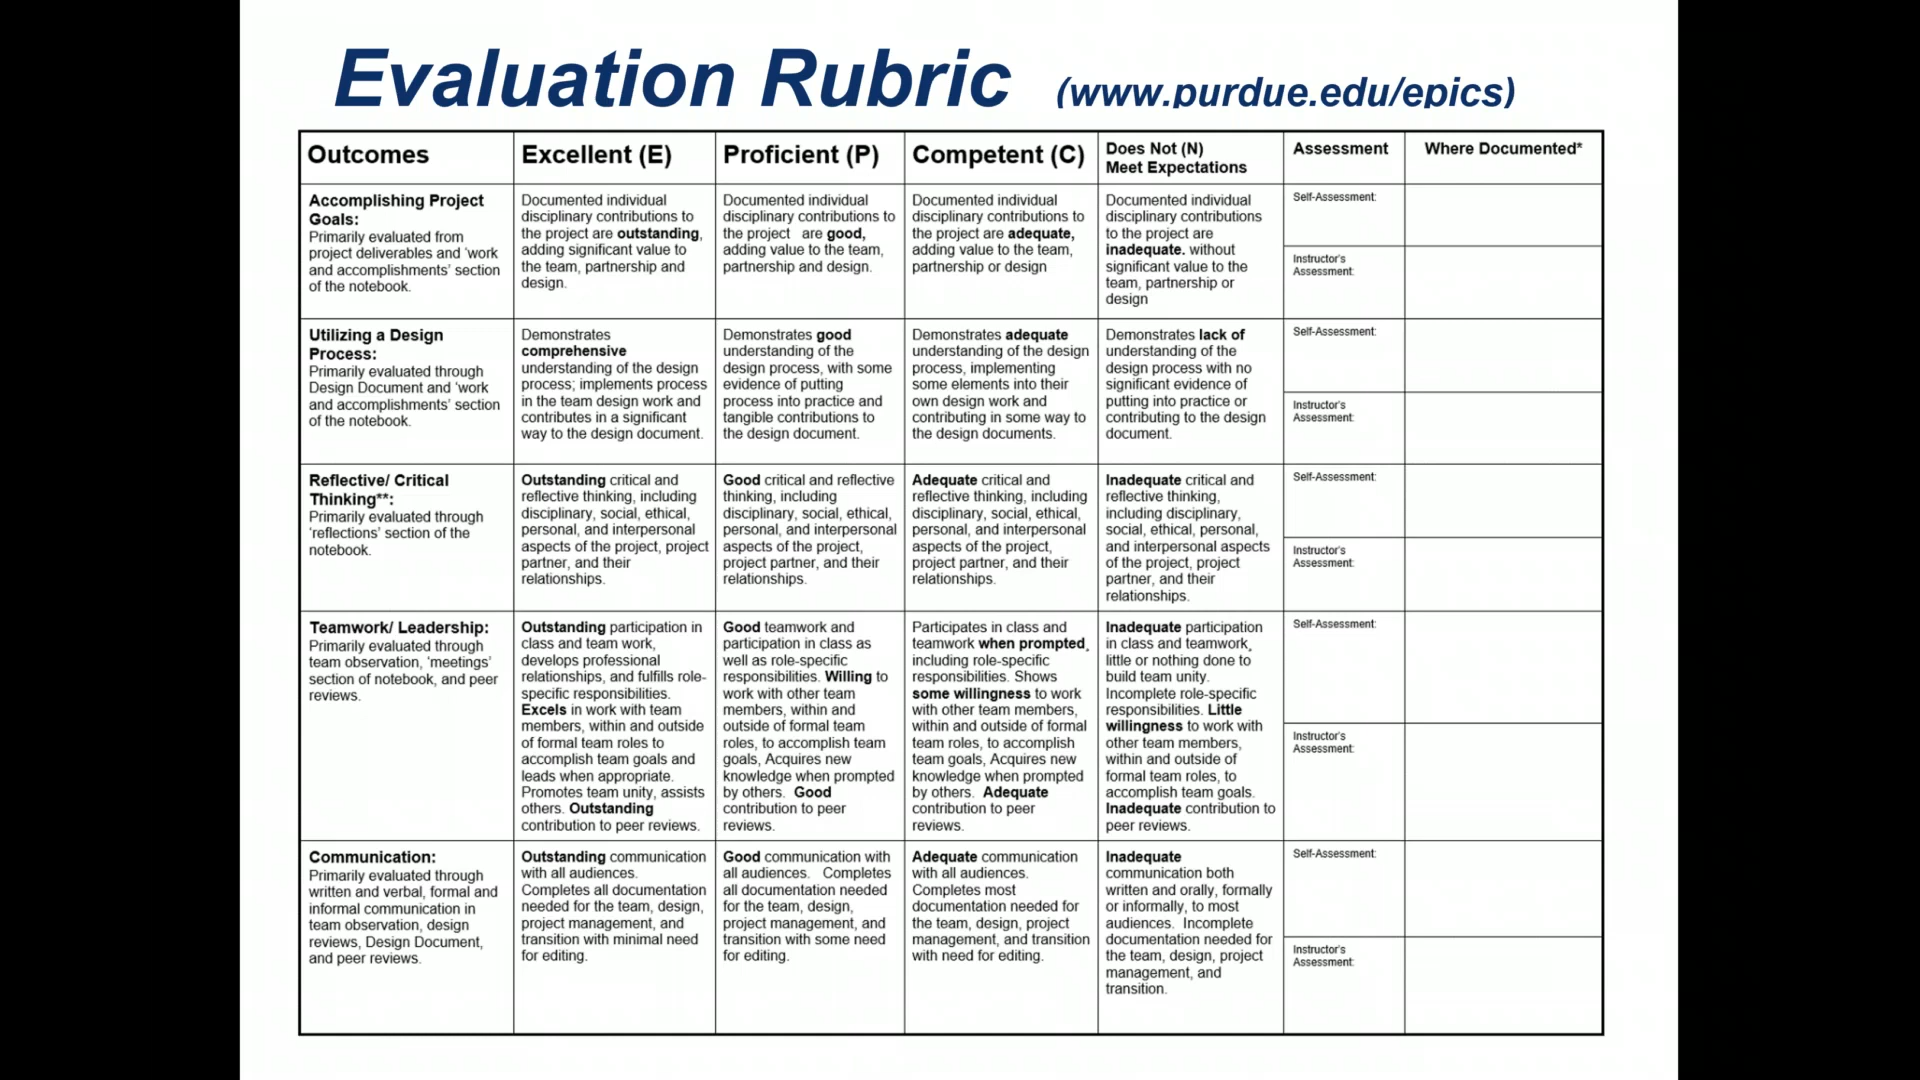 Evaluation Rubric (www.purdue.edu/epics)
Outcomes
Excellent (E)
Proficient (P)
Competent (C)
Does Not (N)
Meet Expectations
Assessment
Where Documented*
Accomplishing Project
Goals:
Primarily evaluated from
project deliverables and ‘work
and accomplishments’ section
of the notebook.
Documented individual
disciplinary contributions to
the project are outstanding,
adding significant value to
the team, partnership and
design.
Documented individual
disciplinary contributions to
the project are good,
adding value to the team,
partnership and design.
Documented individual
disciplinary contributions to
the project are adequate,
adding value to the team,
partnership or design
Documented individual
disciplinary contributions
to the project are
inadequate. without
significant value to the
team, partnership or
design
Self-Assessment:
Instructor's
Assessment:
Utilizing a Design
Process:
Primarily evaluated through
Design Document and ‘work
and accomplishments’ section
of the notebook.
Demonstrates
comprehensive
understanding of the design
process; implements process
in the team design work and
contributes in a significant
way to the design document.
Demonstrates good
understanding of the
design process, with some
evidence of putting
process into practice and
tangible contributions to
the design document.
Demonstrates adequate
understanding of the design
process, implementing
some elements into their
own design work and
contributing in some way to
the design documents.
Demonstrates lack of
understanding of the
design process with no
significant evidence of
putting into practice or
contributing to the design
document.
Self-Assessment:
Instructor's
Assessment:
Reflective/ Critical
Thinking**:
Primarily evaluated through
‘reflections’ section of the
notebook.
Outstanding critical and
reflective thinking, including
disciplinary, social, ethical,
personal, and interpersonal
aspects of the project, project
partner, and their
relationships.
Good critical and reflective
thinking, including
disciplinary, social, ethical,
personal, and interpersonal
aspects of the project,
project partner, and their
relationships.
Adequate critical and
reflective thinking, including
disciplinary, social, ethical,
personal, and interpersonal
aspects of the project,
project partner, and their
relationships.
Inadequate critical and
reflective thinking,
including disciplinary,
social, ethical, personal,
and interpersonal aspects
of the project, project
partner, and their
relationships.
Self-Assessment:
Instructor's
Assessment:
Teamwork/ Leadership:
Primarily evaluated through
team observation, ‘meetings’
section of notebook, and peer
reviews.
Outstanding participation in
class and team work,
develops professional
relationships, and fulfills role-
specific responsibilities.
Excels in work with team
members, within and outside
of formal team roles to
accomplish team goals and
leads when appropriate.
Promotes team unity, assists
others. Outstanding
contribution to peer reviews.
Good teamwork and
participation in class as
well as role-specific
responsibilities. Willing to
work with other team
members, within and
outside of formal team
roles, to accomplish team
goals, Acquires new
knowledge when prompted
by others. Good
contribution to peer
reviews.
Participates in class and
teamwork when prompted,
including role-specific
responsibilities. Shows
some willingness to work
with other team members,
within and outside of formal
team roles, to accomplish
team goals, Acquires new
knowledge when prompted
by others. Adequate
contribution to peer
reviews.
Inadequate participation
in class and teamwork,
little or nothing done to
build team unity.
Incomplete role-specific
responsibilities. Little
willingness to work with
other team members,
within and outside of
formal team roles, to
accomplish team goals.
Inadequate contribution to
peer reviews.
Self-Assessment:
Instructor's
Assessment:
Communication:
Primarily evaluated through
written and verbal, formal and
informal communication in
team observation, design
reviews, Design Document,
and peer reviews.
Outstanding communication
with all audiences.
Completes all documentation
needed for the team, design,
project management, and
transition with minimal need
for editing.
Good communication with
all audiences. Completes
all documentation needed
for the team, design,
project management, and
transition with some need
for editing.
Adequate communication
with all audiences.
Completes most
documentation needed for
the team, design, project
management, and transition
with need for editing.
Inadequate
communication both
written and orally, formally
or informally, to most
audiences. Incomplete
documentation needed for
the team, design, project
management, and
transition.
Self-Assessment:
Instructor's
Assessment: